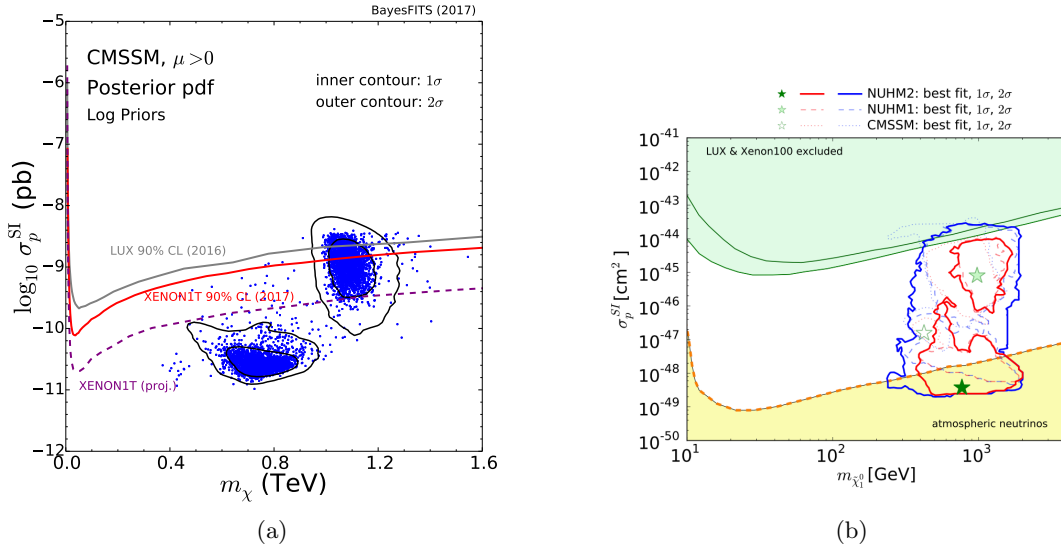 BayesFITS (2017)
CMSSM, μ>0
Posterior pdf
Log Priors
inner contour: 1σ
outer contour: 2σ
LUX 90% CL (2016)
XENON1T 90% CL (2017)
XENON1T (proj.)
log₁₀ σₚ^SI (pb)
−5
−6
−7
−8
−9
−10
−11
−12
0.0 0.4 0.8 1.2 1.6
mχ (TeV)
(a)
NUHM2: best fit, 1σ, 2σ
NUHM1: best fit, 1σ, 2σ
CMSSM: best fit, 1σ, 2σ
LUX & Xenon100 excluded
atmospheric neutrinos
σₚ^SI [cm²]
10⁻⁴¹
10⁻⁴²
10⁻⁴³
10⁻⁴⁴
10⁻⁴⁵
10⁻⁴⁶
10⁻⁴⁷
10⁻⁴⁸
10⁻⁴⁹
10⁻⁵⁰
10¹ 10² 10³
m_χ̃₁⁰ [GeV]
(b)